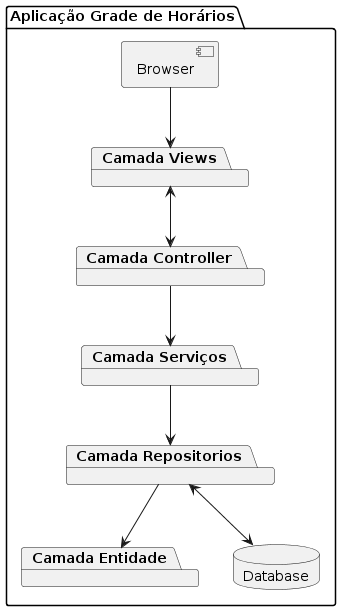 Aplicação Grade de Horários
Browser
Camada Views
Camada Controller
Camada Serviços
Camada Repositorios
Camada Entidade
Database